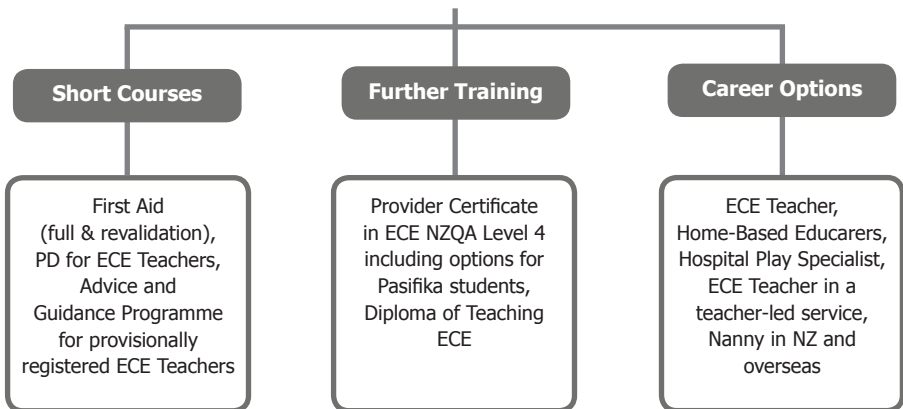 Short Courses
Further Training
Career Options
First Aid
(full & revalidation),
PD for ECE Teachers,
Advice and
Guidance Programme
for provisionally
registered ECE Teachers
Provider Certificate
in ECE NZQA Level 4
including options for
Pasifika students,
Diploma of Teaching
ECE
ECE Teacher,
Home-Based Educarers,
Hospital Play Specialist,
ECE Teacher in a
teacher-led service,
Nanny in NZ and
overseas